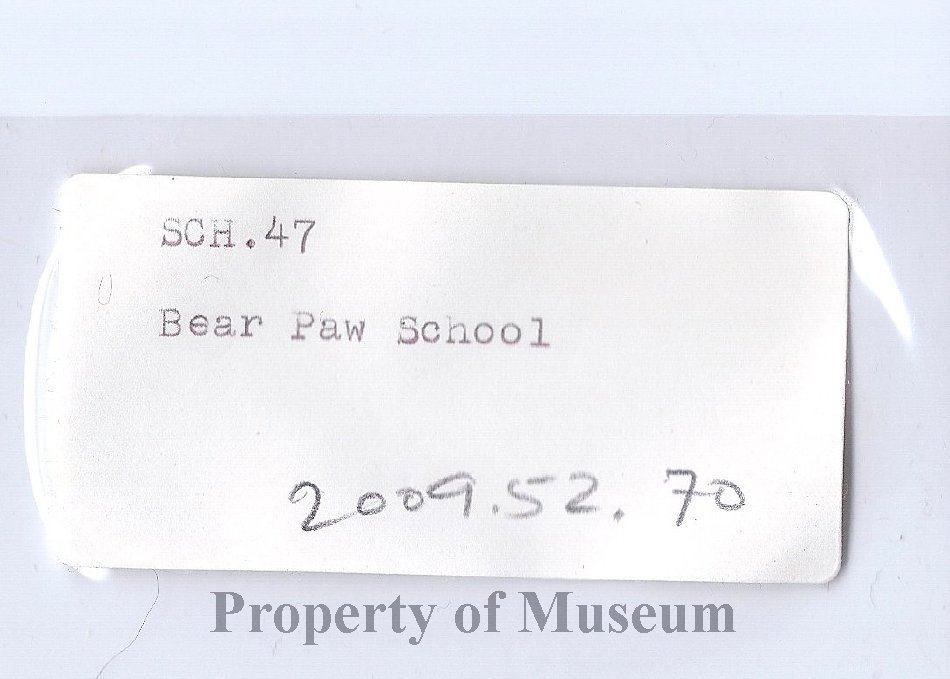 SCH.47
Bear Paw School
2009.52.70
Property of Museum